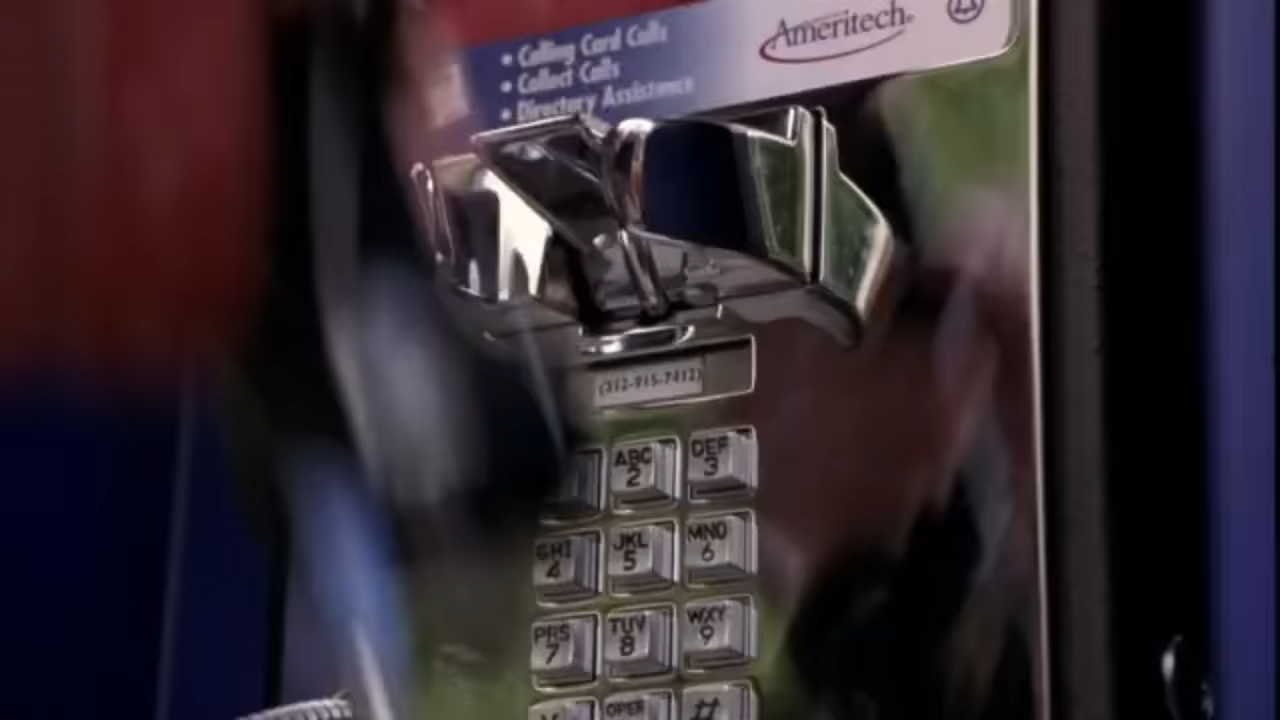 Ameritech
• Calling Card Calls
• Collect Calls
• Directory Assistance
(312-915-7412)
ABC
2
DEF
3
GHI
4
JKL
5
MNO
6
PRS
7
TUV
8
WXY
9
OPER
#